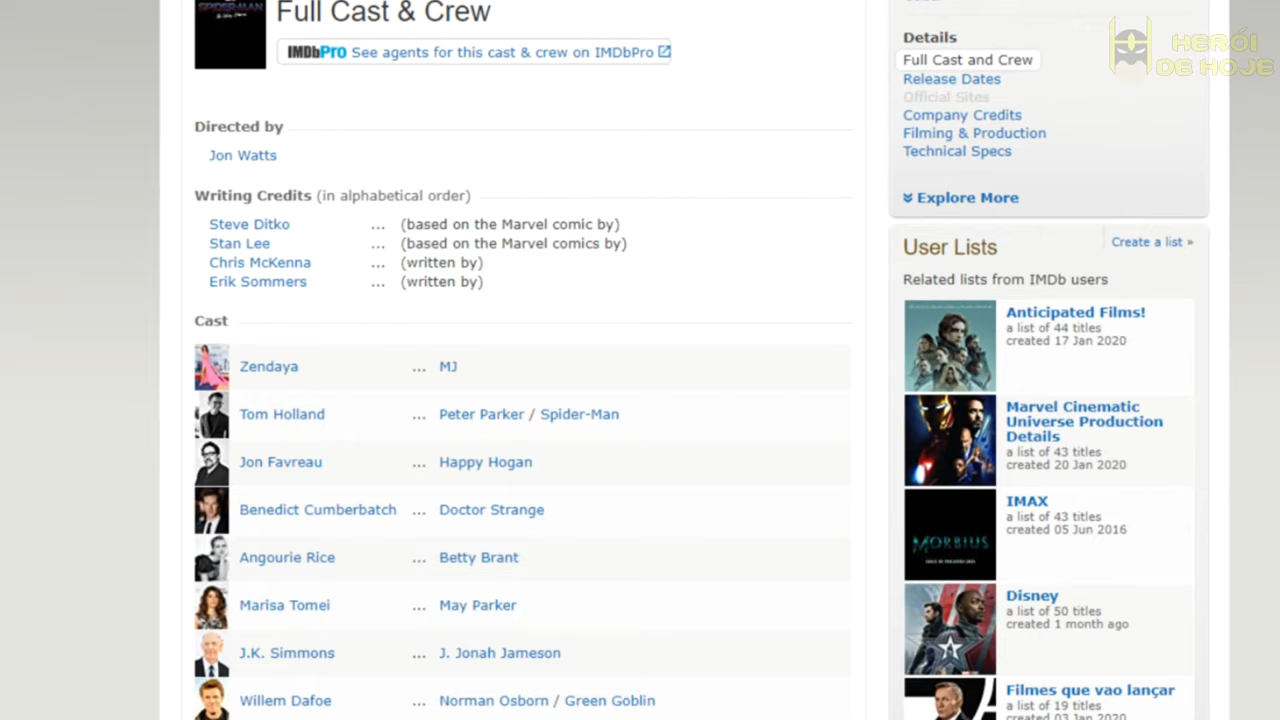 SPIDER-MAN
Full Cast & Crew
IMDbPro See agents for this cast & crew on IMDbPro
Directed by
Jon Watts
Writing Credits (in alphabetical order)
Steve Ditko ... (based on the Marvel comic by)
Stan Lee ... (based on the Marvel comics by)
Chris McKenna ... (written by)
Erik Sommers ... (written by)
Cast
Zendaya ... MJ
Tom Holland ... Peter Parker / Spider-Man
Jon Favreau ... Happy Hogan
Benedict Cumberbatch ... Doctor Strange
Angourie Rice ... Betty Brant
Marisa Tomei ... May Parker
J.K. Simmons ... J. Jonah Jameson
Willem Dafoe ... Norman Osborn / Green Goblin
Details
Full Cast and Crew
Release Dates
Official Sites
Company Credits
Filming & Production
Technical Specs
Explore More
User Lists
Create a list »
Related lists from IMDb users
Anticipated Films!
a list of 44 titles
created 17 Jan 2020
Marvel Cinematic
Universe Production
Details
a list of 43 titles
created 20 Jan 2020
MORBIUS
IMAX
a list of 43 titles
created 05 Jun 2016
Disney
a list of 50 titles
created 1 month ago
Filmes que vao lançar
a list of 19 titles
created 03 Jan 2020
HERÓI
DE HOJE